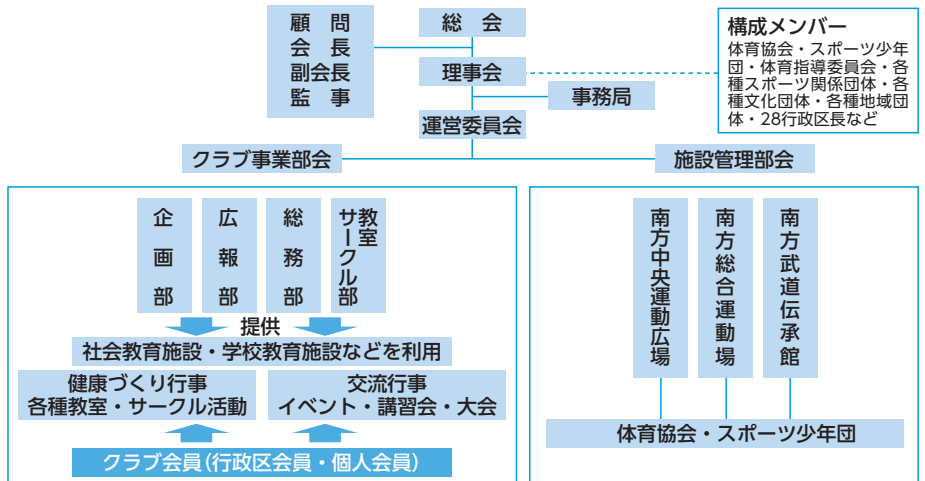 顧問
会長
副会長
監事
総会
理事会
事務局
運営委員会
構成メンバー
体育協会・スポーツ少年
団・体育指導委員会・各
種スポーツ関係団体・各
種文化団体・各種地域団
体・28行政区長など
クラブ事業部会
施設管理部会
企画部
広報部
総務部
教室
サークル部
提供
社会教育施設・学校教育施設などを利用
健康づくり行事
各種教室・サークル活動
交流行事
イベント・講習会・大会
クラブ会員(行政区会員・個人会員)
南方中央運動広場
南方総合運動場
南方武道伝承館
体育協会・スポーツ少年団